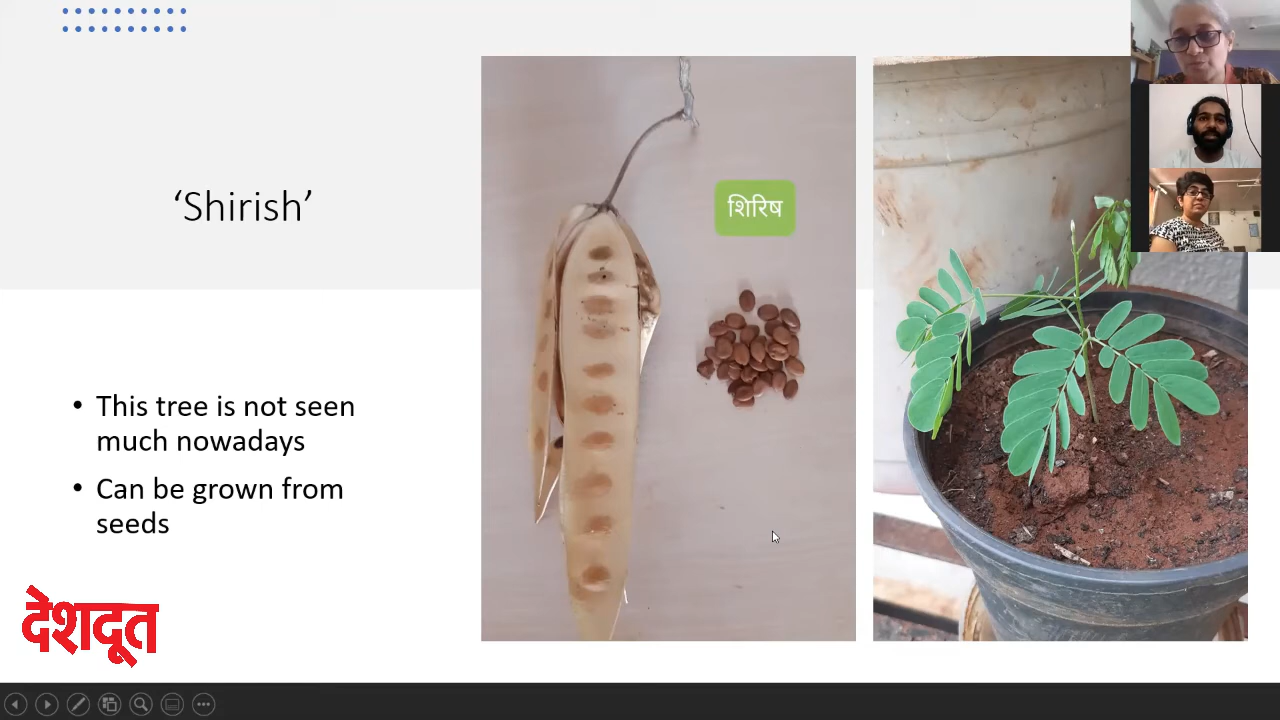 ‘Shirish’
• This tree is not seen
much nowadays
• Can be grown from
seeds
शिरिष
देशदूत